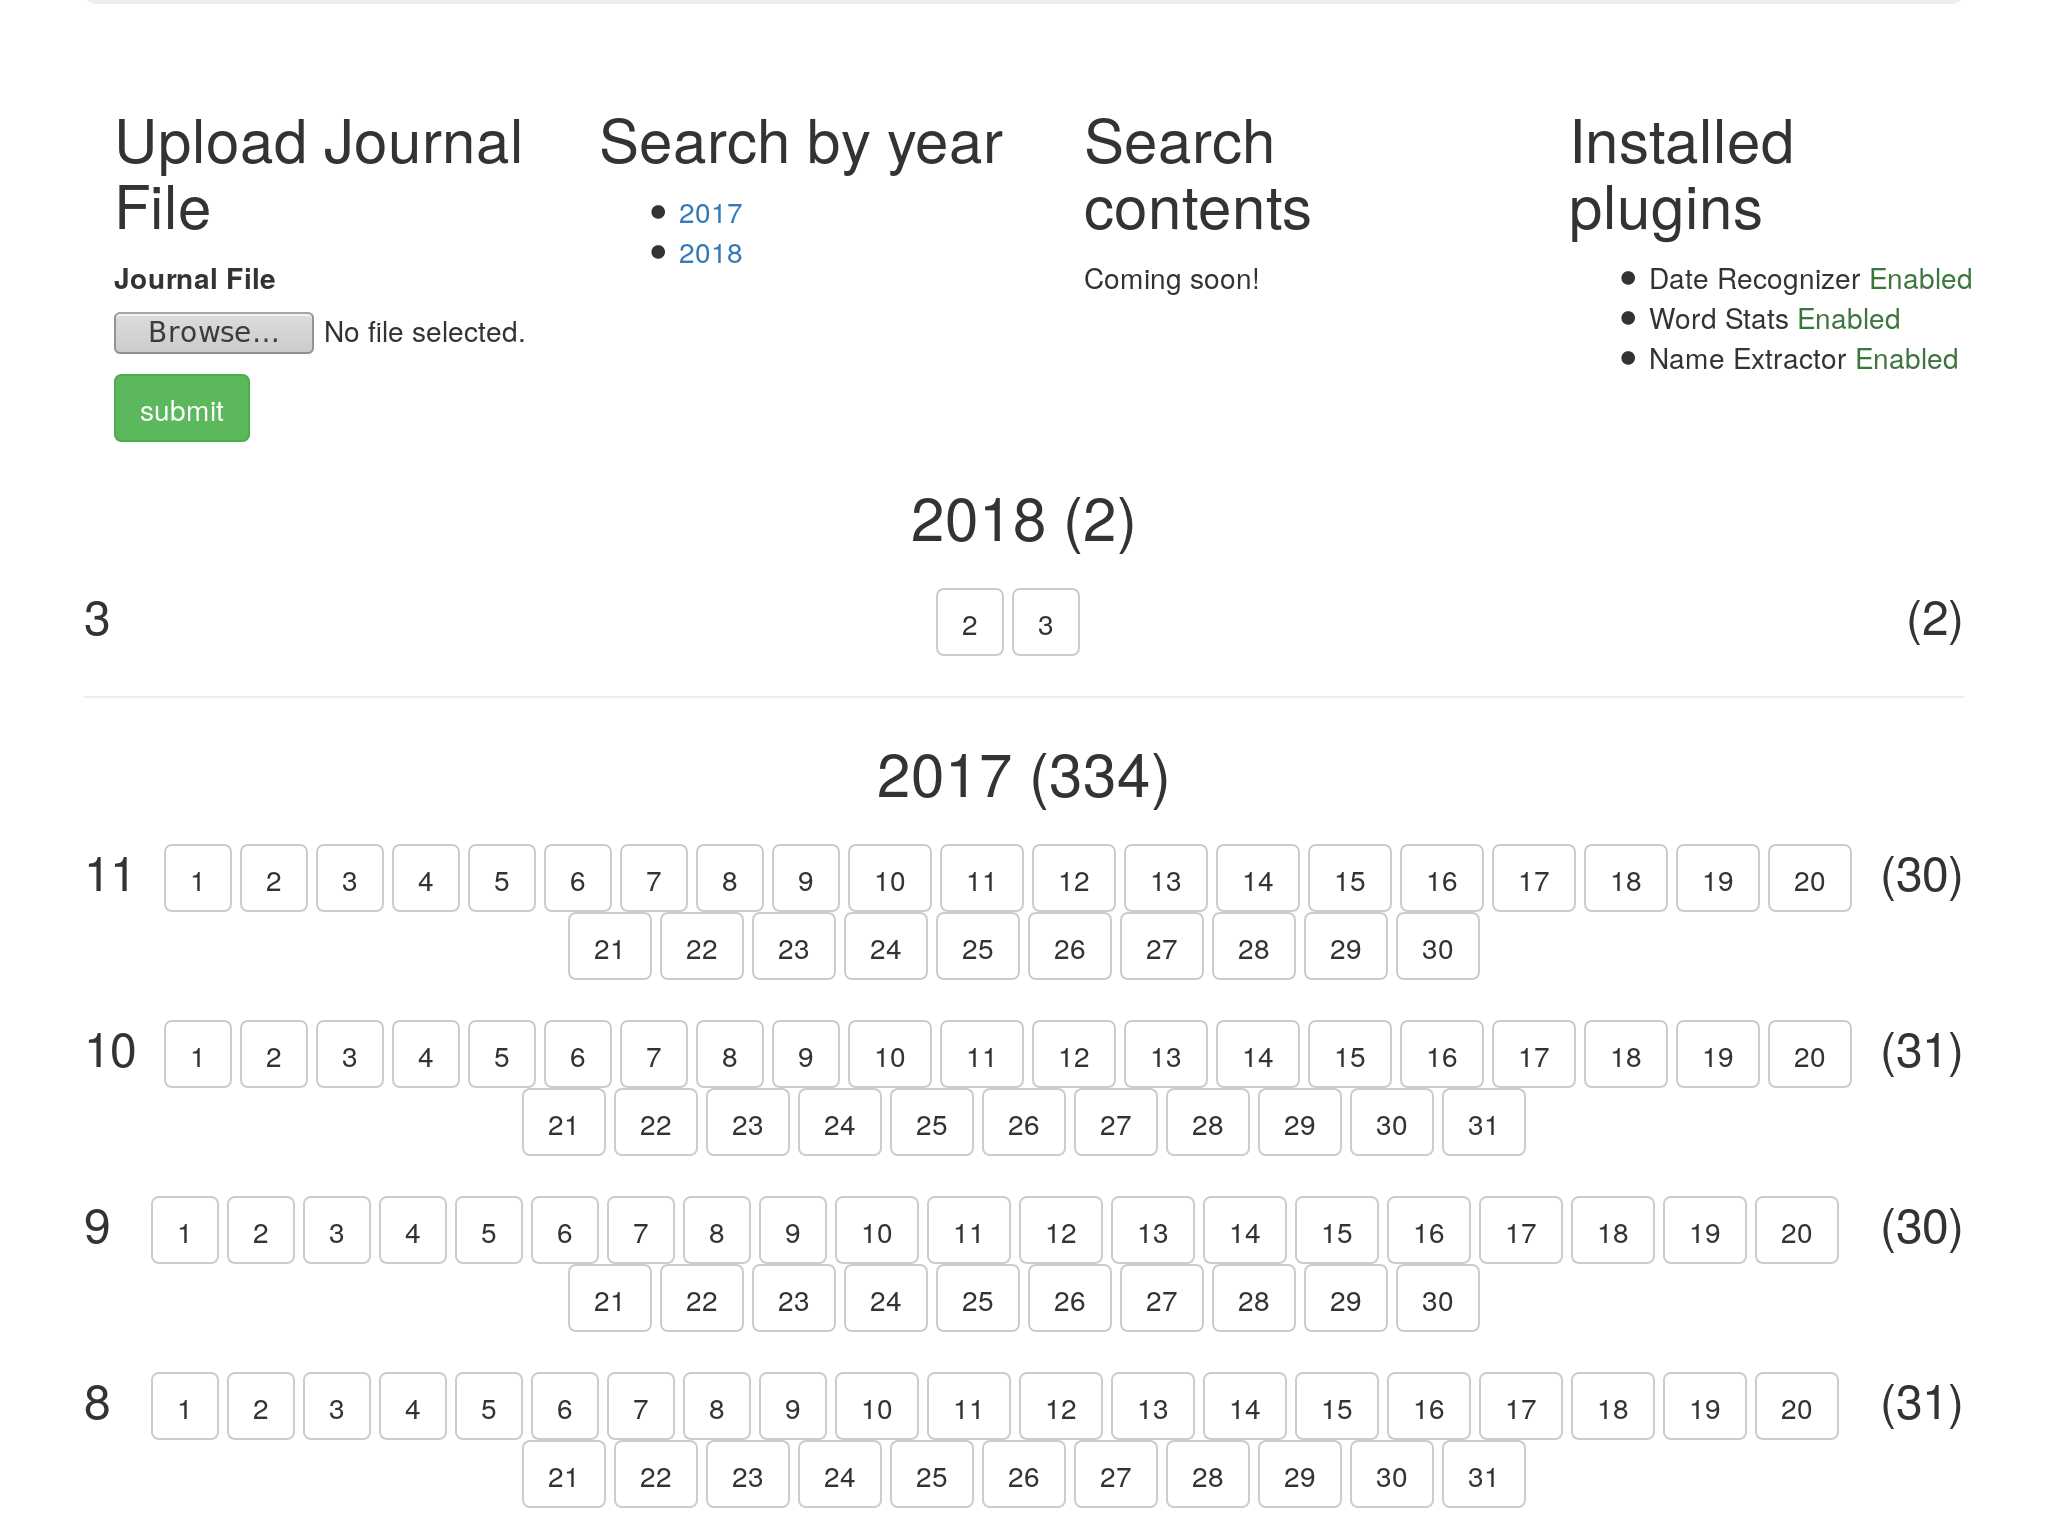 Upload Journal
File
Journal File
Browse... No file selected.
submit
Search by year
2017
2018
Search
contents
Coming soon!
Installed
plugins
Date Recognizer Enabled
Word Stats Enabled
Name Extractor Enabled
2018 (2)
3 2 3 (2)
2017 (334)
11 1 2 3 4 5 6 7 8 9 10 11 12 13 14 15 16 17 18 19 20 (30)
21 22 23 24 25 26 27 28 29 30
10 1 2 3 4 5 6 7 8 9 10 11 12 13 14 15 16 17 18 19 20 (31)
21 22 23 24 25 26 27 28 29 30 31
9 1 2 3 4 5 6 7 8 9 10 11 12 13 14 15 16 17 18 19 20 (30)
21 22 23 24 25 26 27 28 29 30
8 1 2 3 4 5 6 7 8 9 10 11 12 13 14 15 16 17 18 19 20 (31)
21 22 23 24 25 26 27 28 29 30 31